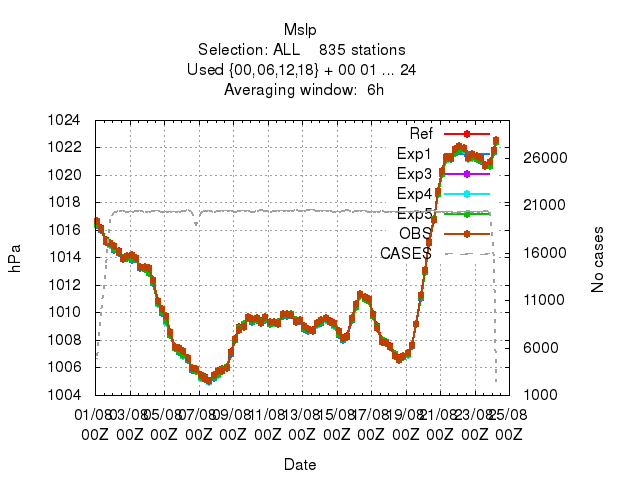 Mslp
Selection: ALL    835 stations
Used {00,06,12,18} + 00 01 ... 24
Averaging window:  6h
1024
1022
1020
1018
1016
1014
1012
1010
1008
1006
1004
hPa
Ref
Exp1
Exp3
Exp4
Exp5
OBS
CASES
26000
21000
16000
11000
6000
1000
No cases
01/08 03/08 05/08 07/08 09/08 11/08 13/08 15/08 17/08 19/08 21/08 23/08 25/08
00Z 00Z 00Z 00Z 00Z 00Z 00Z 00Z 00Z 00Z 00Z 00Z 00Z
Date